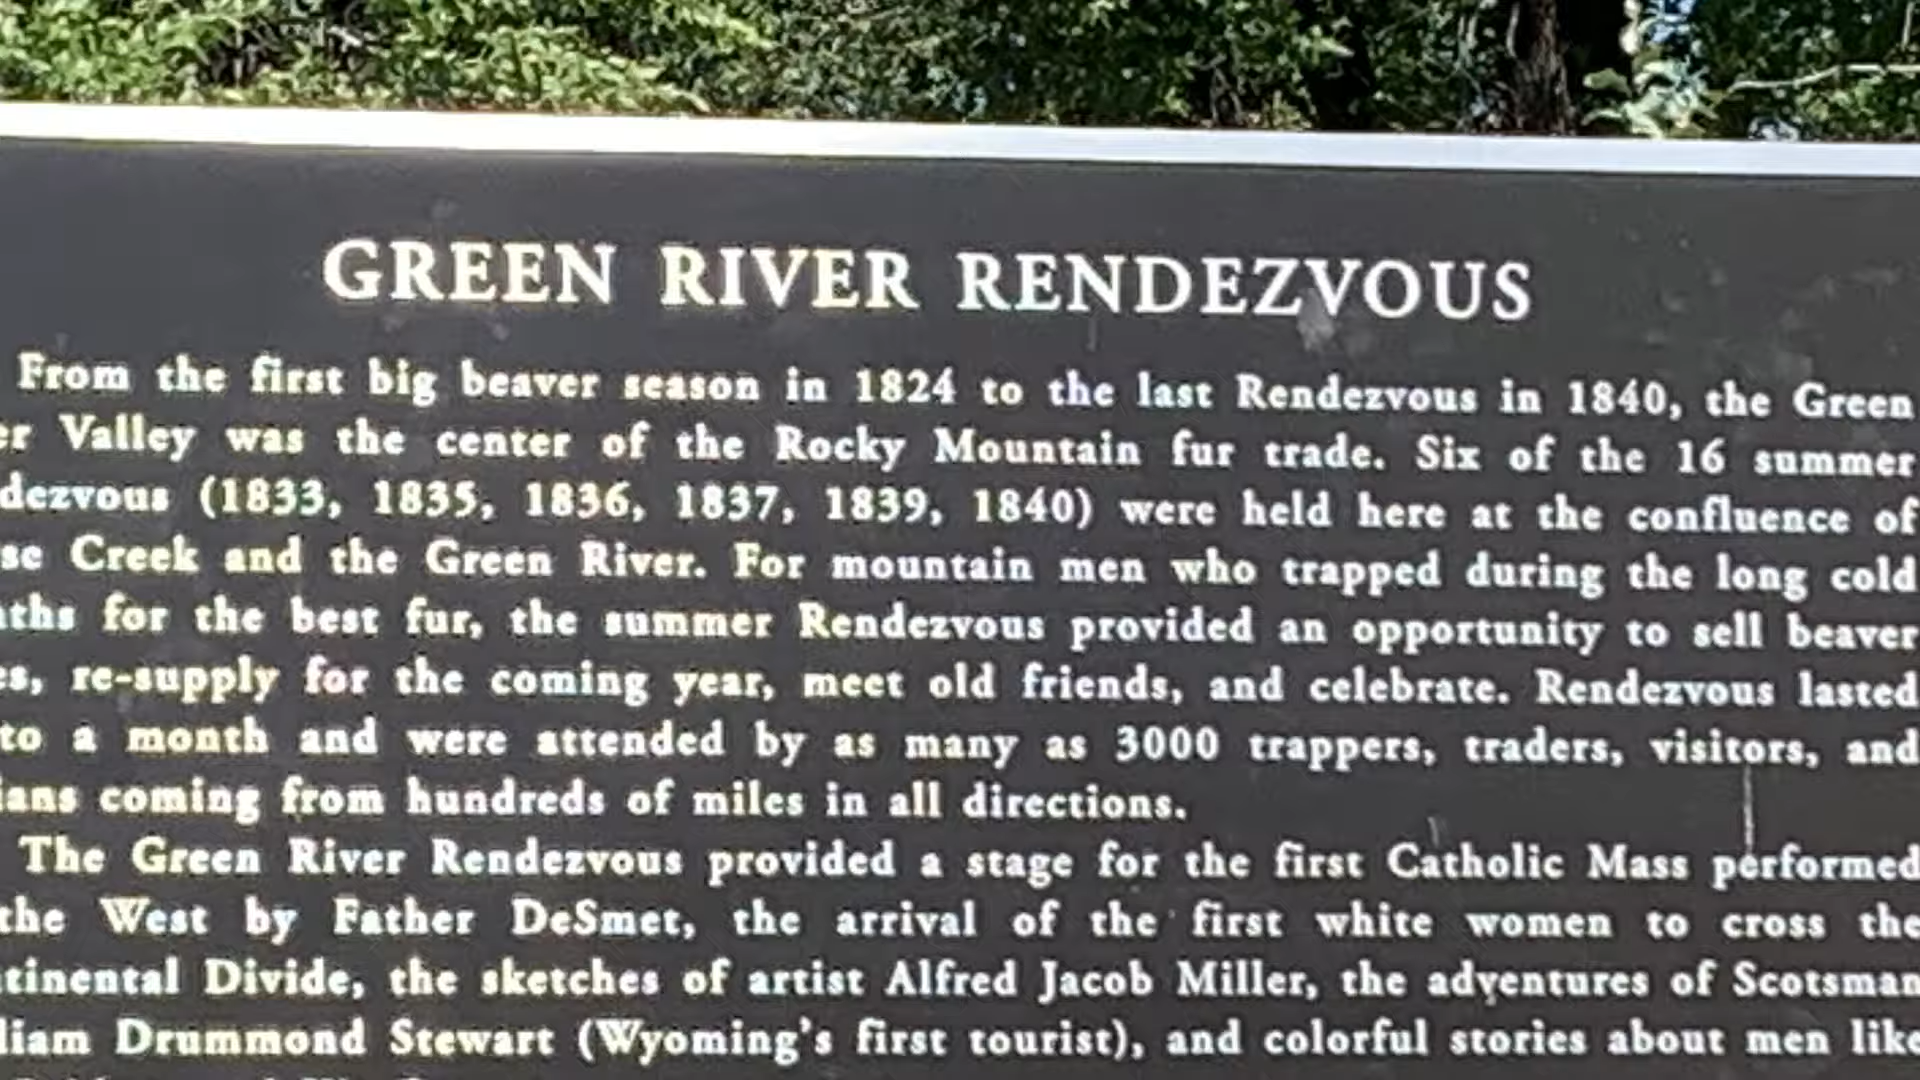 GREEN RIVER RENDEZVOUS
From the first big beaver season in 1824 to the last Rendezvous in 1840, the Green
er Valley was the center of the Rocky Mountain fur trade. Six of the 16 summer
dezvous (1833, 1835, 1836, 1837, 1839, 1840) were held here at the confluence of
se Creek and the Green River. For mountain men who trapped during the long cold
ths for the best fur, the summer Rendezvous provided an opportunity to sell beaver
es, re-supply for the coming year, meet old friends, and celebrate. Rendezvous lasted
to a month and were attended by as many as 3000 trappers, traders, visitors, and
ians coming from hundreds of miles in all directions.
The Green River Rendezvous provided a stage for the first Catholic Mass performed
the West by Father DeSmet, the arrival of the first white women to cross the
tinental Divide, the sketches of artist Alfred Jacob Miller, the adventures of Scotsman
liam Drummond Stewart (Wyoming's first tourist), and colorful stories about men like